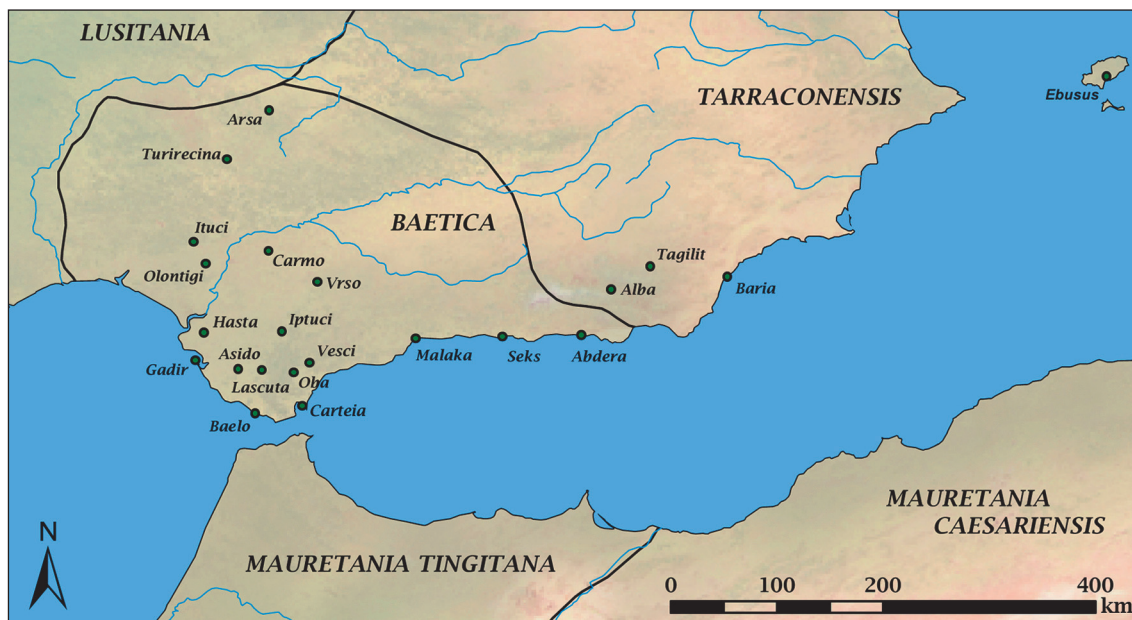 LUSITANIA
TARRACONENSIS
Ebusus
Arsa
Turirecina
BAETICA
Ituci
Carmo
Olontigi
Vrso
Tagilit
Alba
Baria
Hasta
Iptuci
Gadir
Asido
Vesci
Lascuta
Oba
Malaka
Seks
Abdera
Baelo
Carteia
MAURETANIA
CAESARIENSIS
N
MAURETANIA TINGITANA
0 100 200 400
km